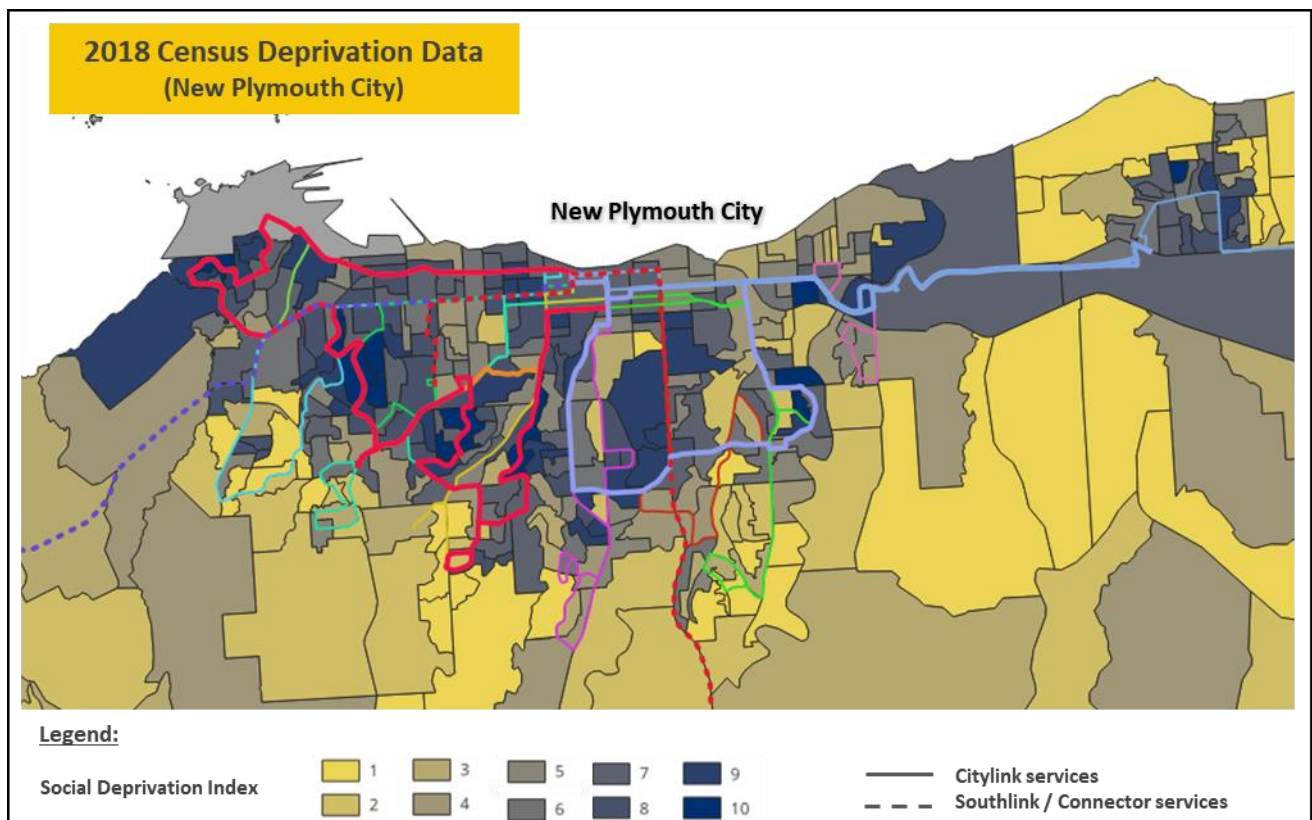 2018 Census Deprivation Data
(New Plymouth City)
New Plymouth City
Legend:
Social Deprivation Index
1 3 5 7 9
2 4 6 8 10
Citylink services
Southlink / Connector services